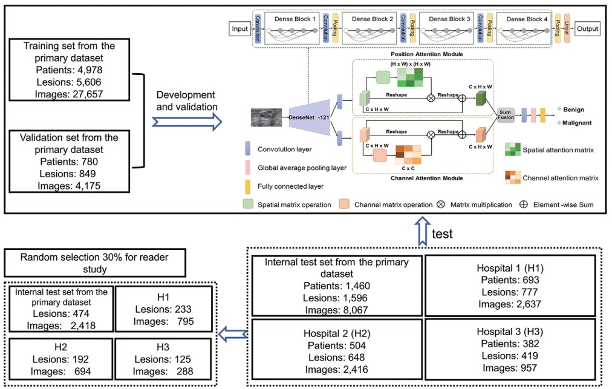 Training set from the
primary dataset
Patients: 4,978
Lesions: 5,606
Images: 27,657
Validation set from the
primary dataset
Patients: 780
Lesions: 849
Images: 4,175
Development
and validation
Input
Convolution
Dense Block 1
Convolution
Pooling
Dense Block 2
Convolution
Pooling
Dense Block 3
Convolution
Pooling
Dense Block 4
Pooling
Linear
Output
Position Attention Module
(H x W) x (H x W)
Reshape
Reshape
C x H x W
C x H x W
DenseNet -121
C x H x W
Reshape
Reshape
C x H x W
C x C
Channel Attention Module
Sum
Fusion
Benign
Malignant
Convolution layer
Global average pooling layer
Fully connected layer
Spatial attention matrix
Channel attention matrix
Spatial matrix operation
Channel matrix operation
Matrix multiplication
Element -wise Sum
test
Random selection 30% for reader
study
Internal test set from
the primary dataset
Lesions: 474
Images: 2,418
H1
Lesions: 233
Images: 795
H2
Lesions: 192
Images: 694
H3
Lesions: 125
Images: 288
Internal test set from the primary
dataset
Patients: 1,460
Lesions: 1,596
Images: 8,067
Hospital 1 (H1)
Patients: 693
Lesions: 777
Images: 2,637
Hospital 2 (H2)
Patients: 504
Lesions: 648
Images: 2,416
Hospital 3 (H3)
Patients: 382
Lesions: 419
Images: 957